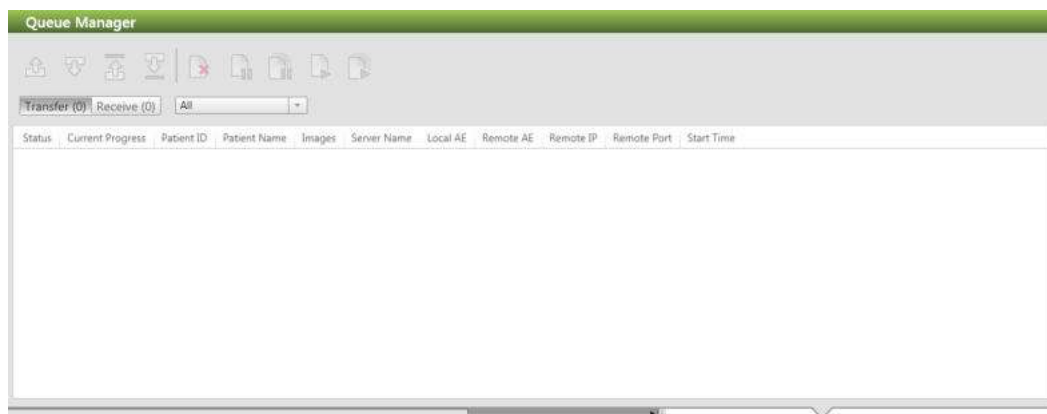 Queue Manager
Transfer (0) Receive (0) All
Status Current Progress Patient ID Patient Name Images Server Name Local AE Remote AE Remote IP Remote Port Start Time